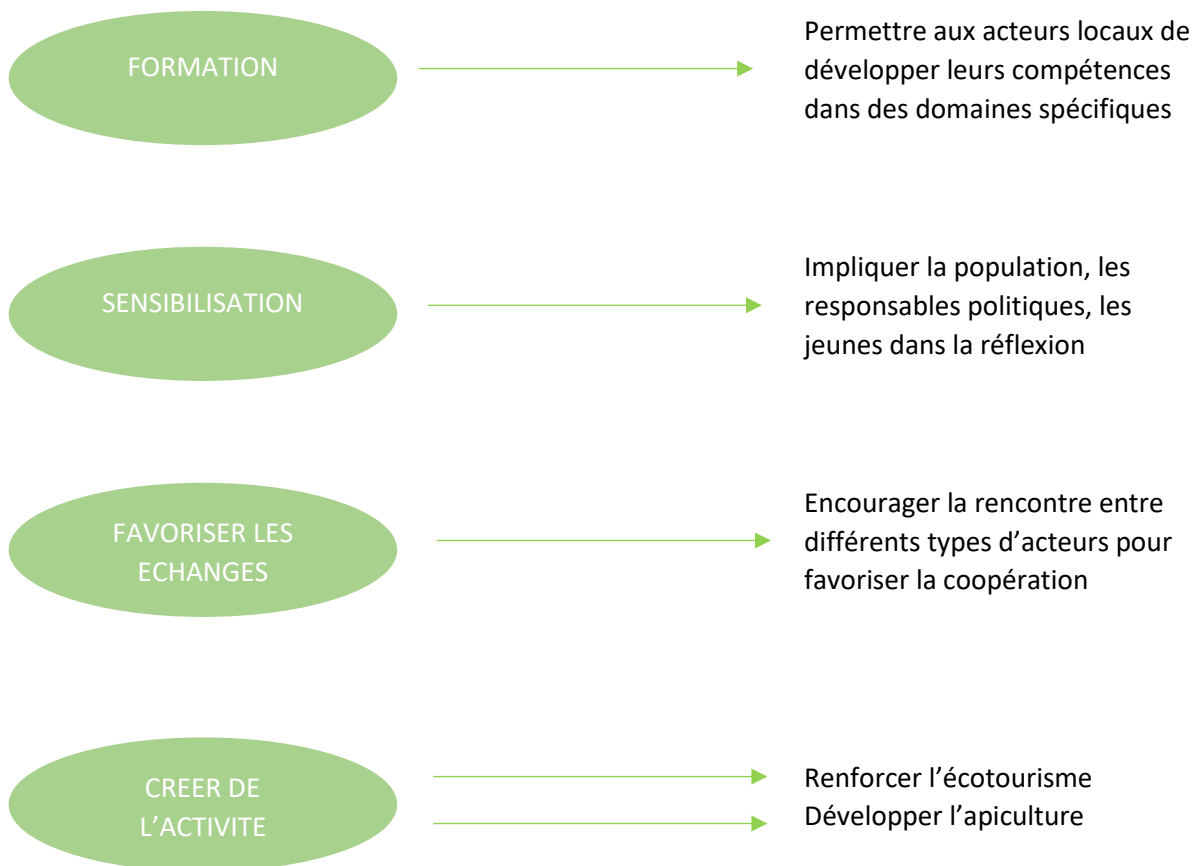 FORMATION
Permettre aux acteurs locaux de
développer leurs compétences
dans des domaines spécifiques
SENSIBILISATION
Impliquer la population, les
responsables politiques, les
jeunes dans la réflexion
FAVORISER LES
ECHANGES
Encourager la rencontre entre
différents types d’acteurs pour
favoriser la coopération
CREER DE
L’ACTIVITE
Renforcer l’écotourisme
Développer l’apiculture